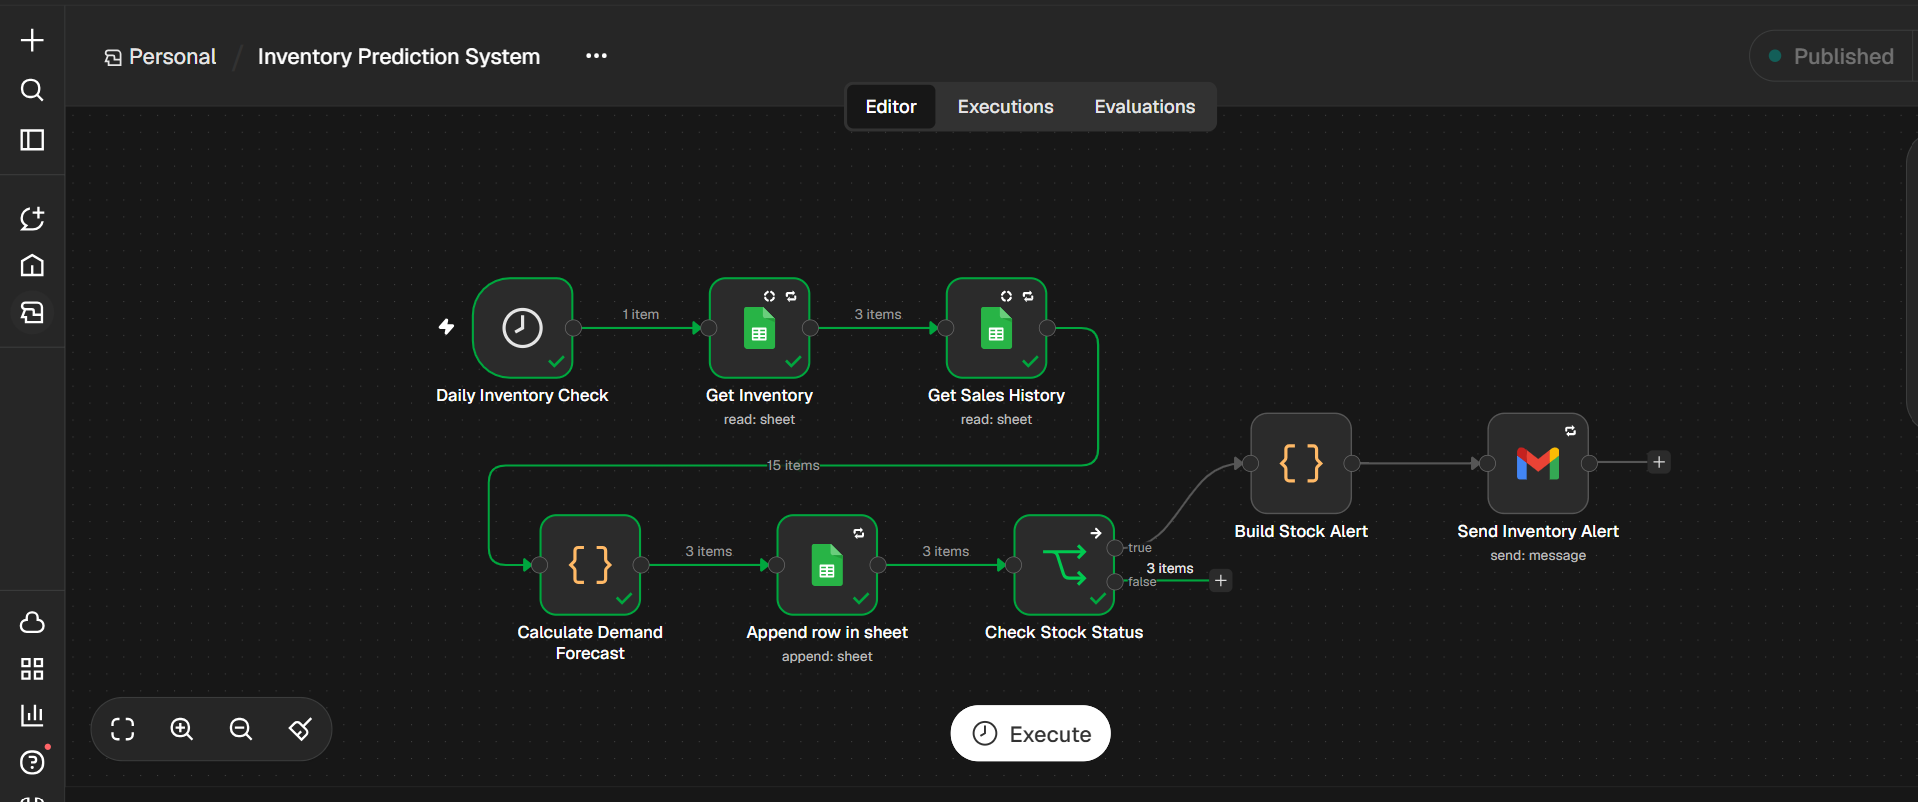 Personal / Inventory Prediction System ...
Published
Editor Executions Evaluations
1 item
3 items
Daily Inventory Check
Get Inventory
read: sheet
Get Sales History
read: sheet
15 items
Build Stock Alert
Send Inventory Alert
send: message
3 items
3 items
true
3 items
false
Calculate Demand
Forecast
Append row in sheet
append: sheet
Check Stock Status
Execute